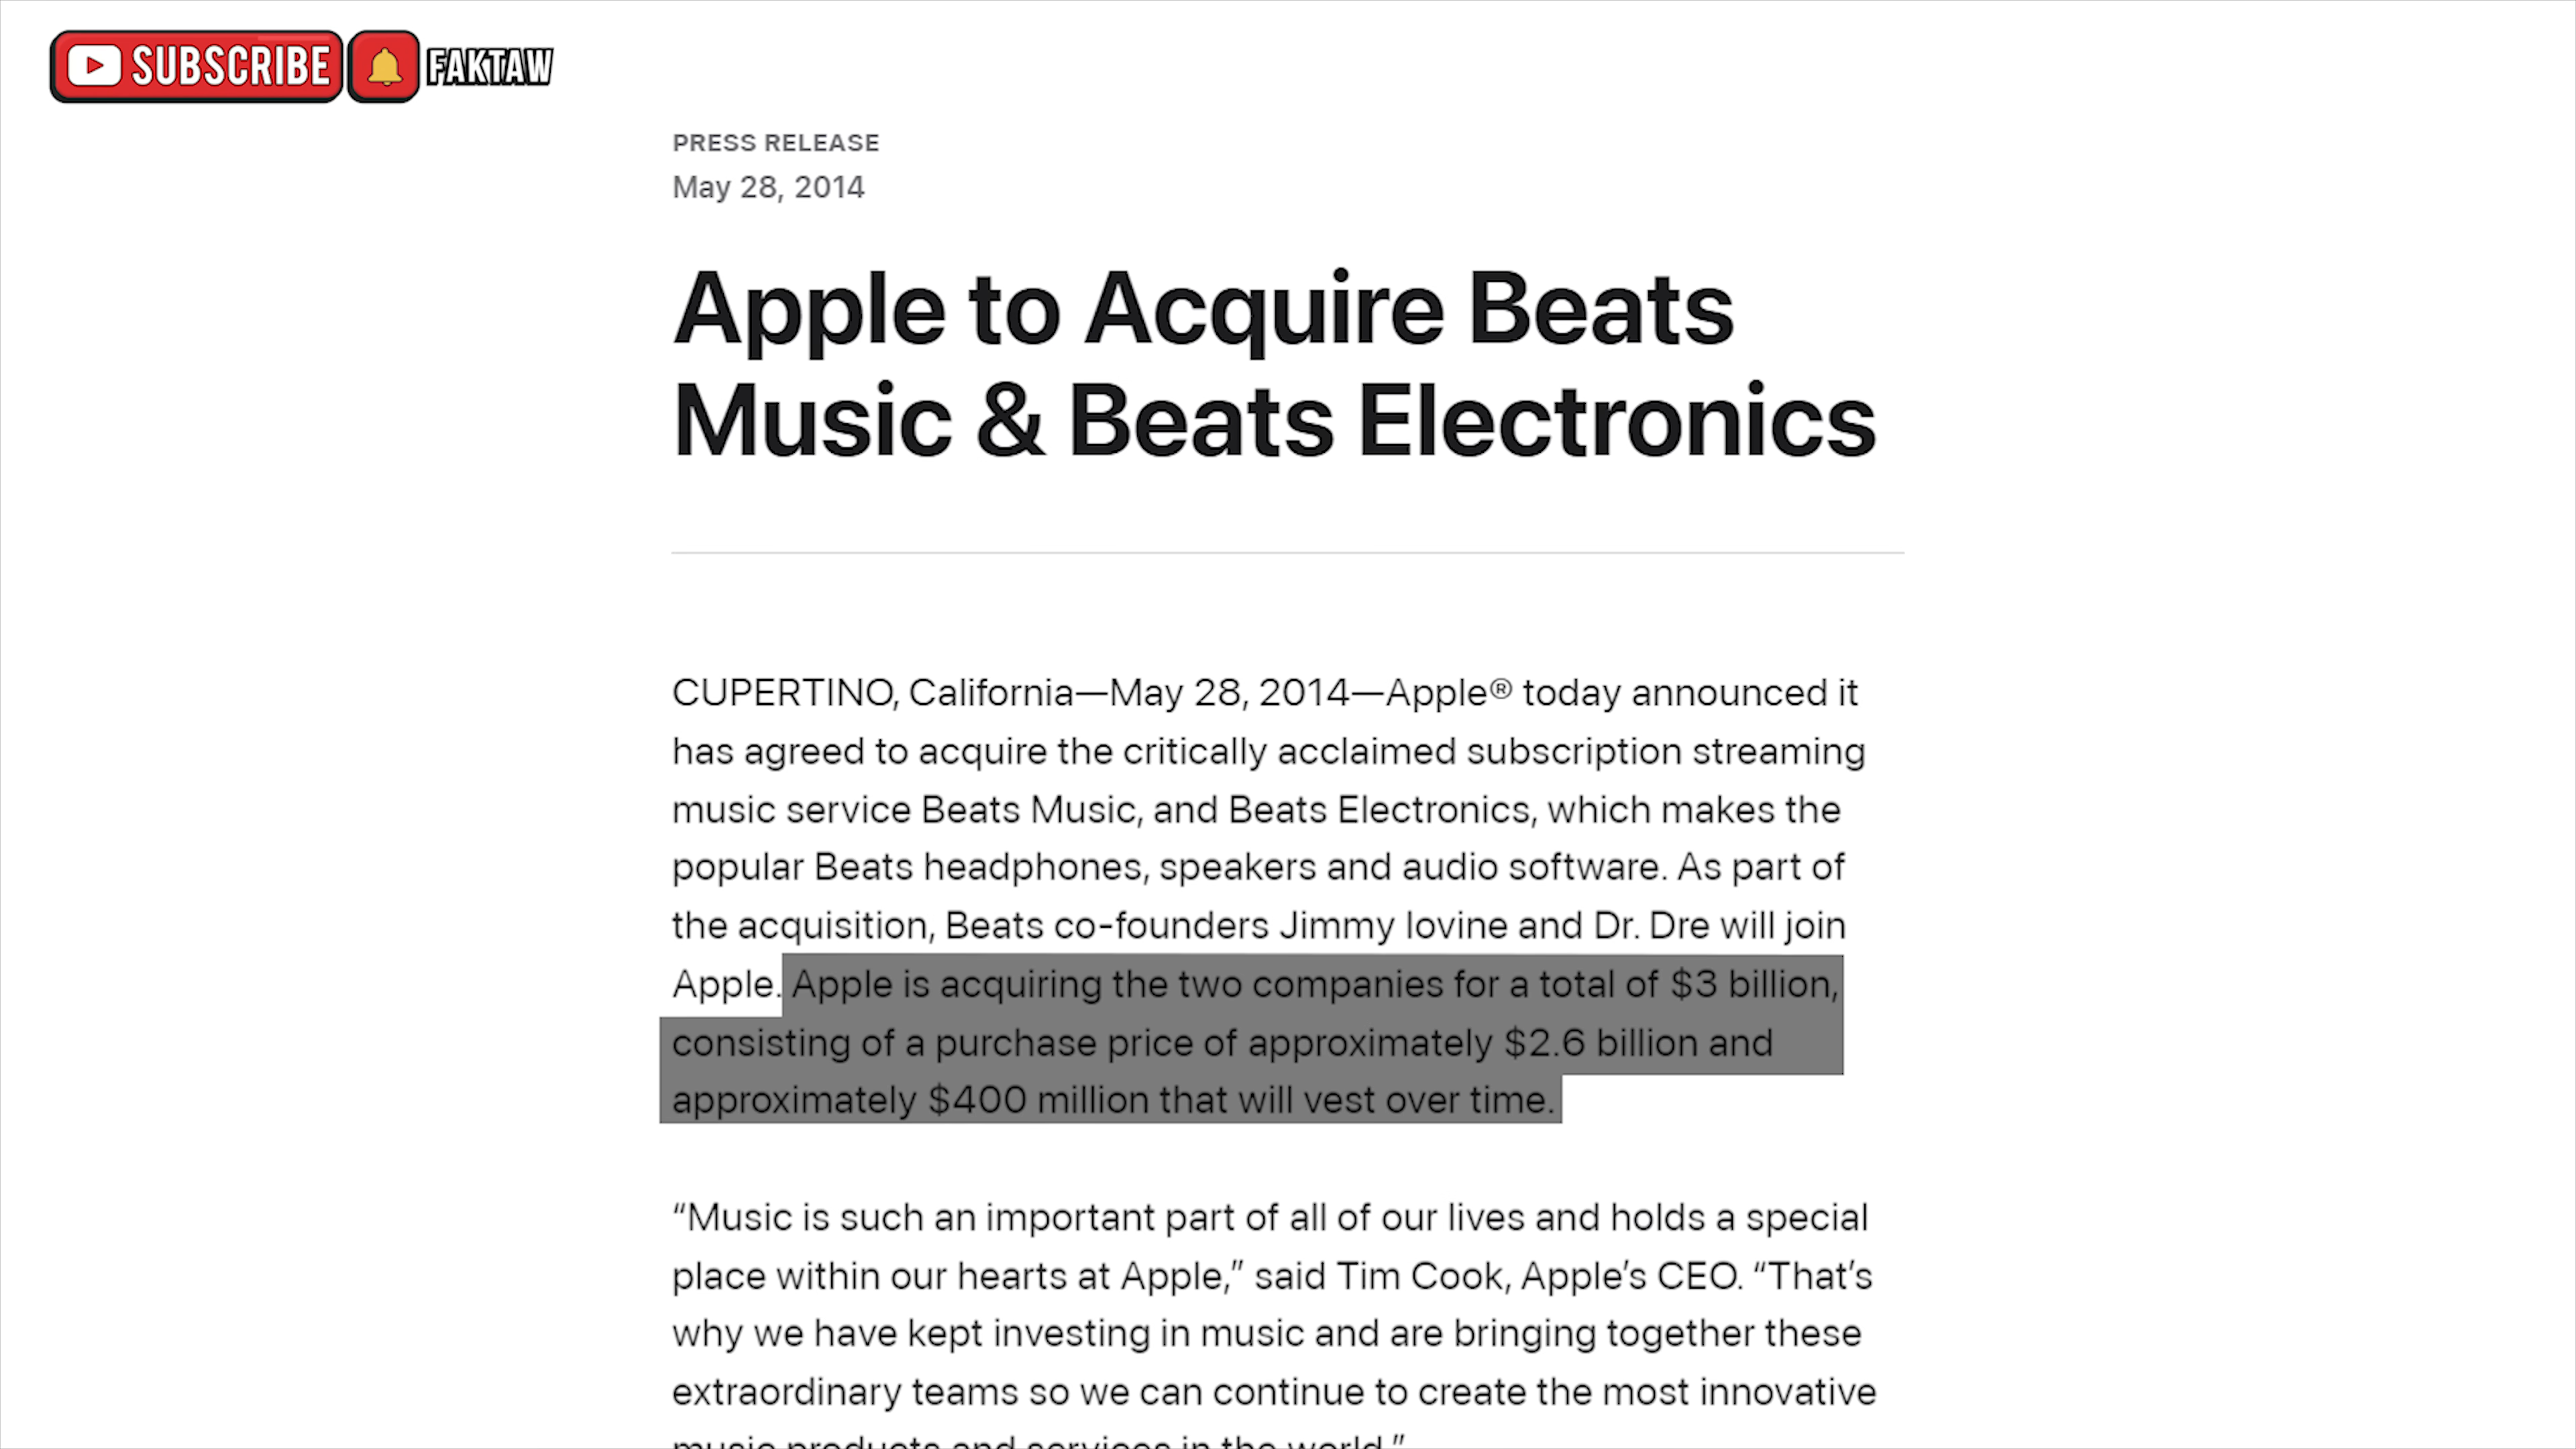 SUBSCRIBE FAKTAW
PRESS RELEASE
May 28, 2014
Apple to Acquire Beats
Music & Beats Electronics
CUPERTINO, California—May 28, 2014—Apple® today announced it
has agreed to acquire the critically acclaimed subscription streaming
music service Beats Music, and Beats Electronics, which makes the
popular Beats headphones, speakers and audio software. As part of
the acquisition, Beats co-founders Jimmy Iovine and Dr. Dre will join
Apple. Apple is acquiring the two companies for a total of $3 billion,
consisting of a purchase price of approximately $2.6 billion and
approximately $400 million that will vest over time.
“Music is such an important part of all of our lives and holds a special
place within our hearts at Apple,” said Tim Cook, Apple’s CEO. “That’s
why we have kept investing in music and are bringing together these
extraordinary teams so we can continue to create the most innovative
music products and services in the world.”